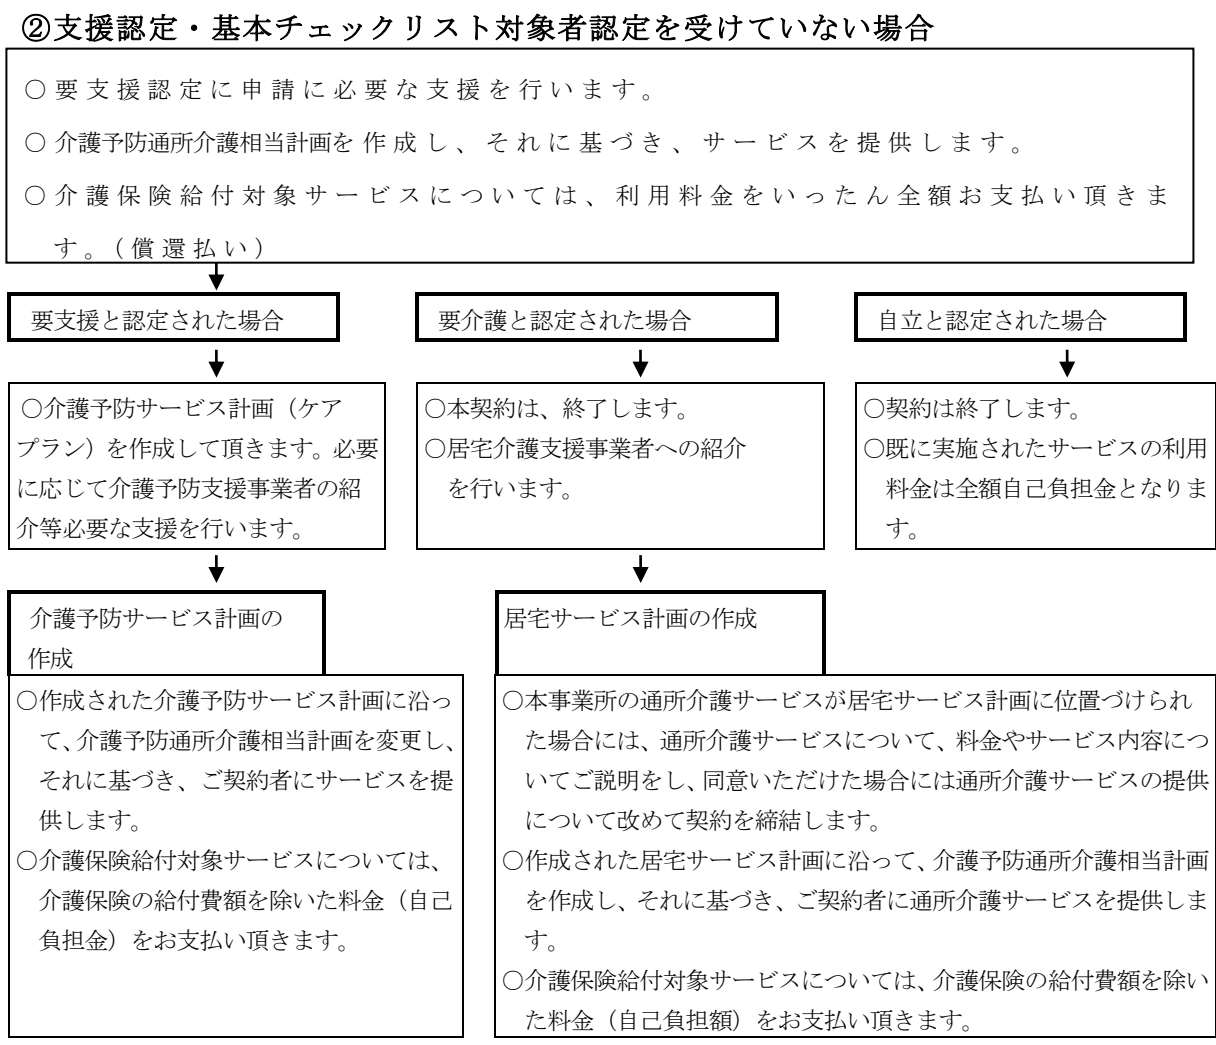 ②支援認定・基本チェックリスト対象者認定を受けていない場合
○要支援認定に申請に必要な支援を行います。
○介護予防通所介護相当計画を作成し、それに基づき、サービスを提供します。
○介護保険給付対象サービスについては、利用料金をいったん全額お支払い頂きま
す。(償還払い)
要支援と認定された場合
要介護と認定された場合
自立と認定された場合
○介護予防サービス計画（ケア
プラン）を作成して頂きます。必要
に応じて介護予防支援事業者の紹
介等必要な支援を行います。
○本契約は、終了します。
○居宅介護支援事業者への紹介
を行います。
○契約は終了します。
○既に実施されたサービスの利用
料金は全額自己負担金となりま
す。
介護予防サービス計画の
作成
○作成された介護予防サービス計画に沿っ
て、介護予防通所介護相当計画を変更し、
それに基づき、ご契約者にサービスを提
供します。
○介護保険給付対象サービスについては、
介護保険の給付費額を除いた料金（自己
負担金）をお支払い頂きます。
居宅サービス計画の作成
○本事業所の通所介護サービスが居宅サービス計画に位置づけられ
た場合には、通所介護サービスについて、料金やサービス内容につ
いてご説明をし、同意いただけた場合には通所介護サービスの提供
について改めて契約を締結します。
○作成された居宅サービス計画に沿って、介護予防通所介護相当計画
を作成し、それに基づき、ご契約者に通所介護サービスを提供しま
す。
○介護保険給付対象サービスについては、介護保険の給付費額を除い
た料金（自己負担額）をお支払い頂きます。